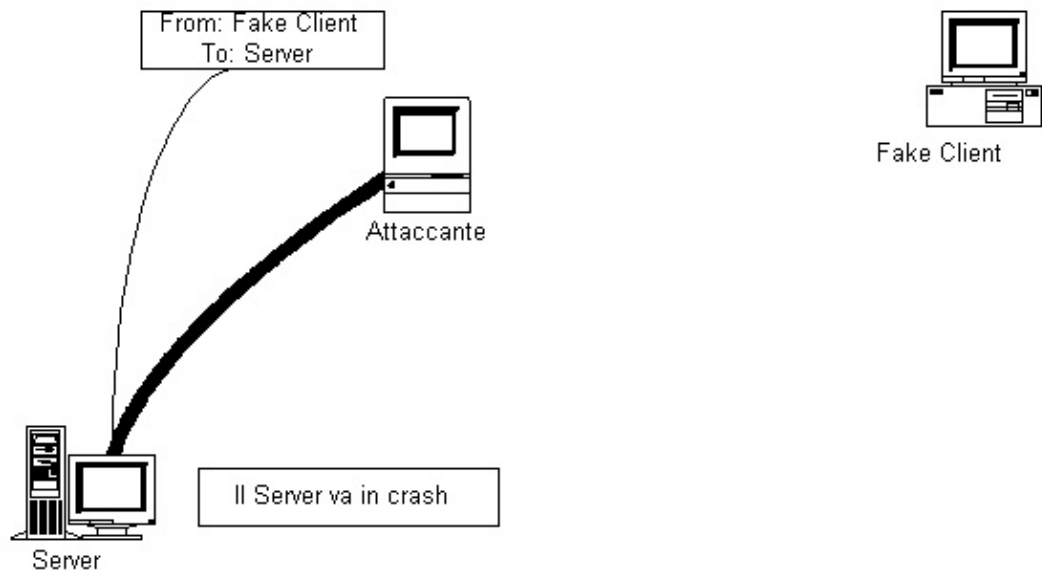 From: Fake Client
To: Server
Fake Client
Attaccante
Il Server va in crash
Server